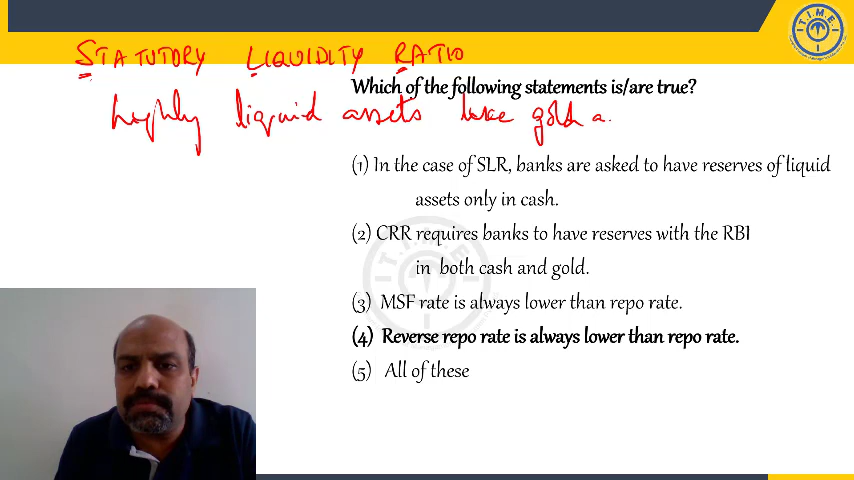 T.I.M.E.
STATUTORY LIQUIDITY RATIO
Which of the following statements is/are true?
highly liquid assets like gold a
(1) In the case of SLR, banks are asked to have reserves of liquid
assets only in cash.
(2) CRR requires banks to have reserves with the RBI
in both cash and gold.
(3) MSF rate is always lower than repo rate.
(4) Reverse repo rate is always lower than repo rate.
(5) All of these